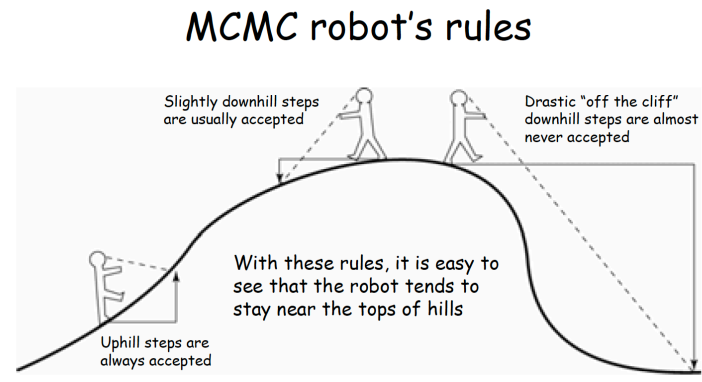 MCMC robot's rules
Slightly downhill steps
are usually accepted
Drastic "off the cliff"
downhill steps are almost
never accepted
With these rules, it is easy to
see that the robot tends to
stay near the tops of hills
Uphill steps are
always accepted